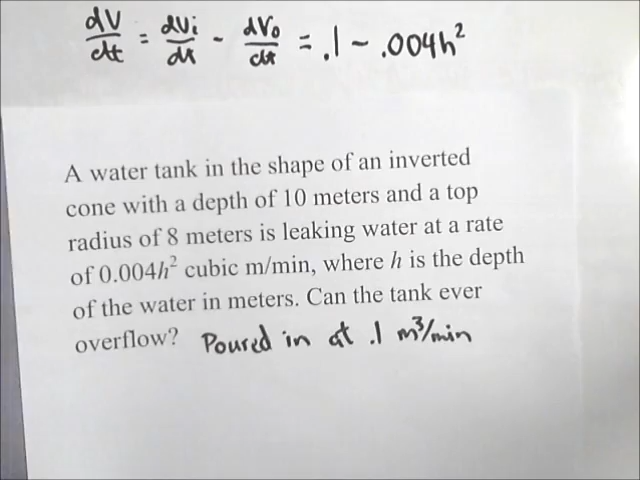 dV/dt = dVi/dt - dVo/dt = .1 - .004h²
A water tank in the shape of an inverted
cone with a depth of 10 meters and a top
radius of 8 meters is leaking water at a rate
of 0.004h² cubic m/min, where h is the depth
of the water in meters. Can the tank ever
overflow? Poured in at .1 m³/min